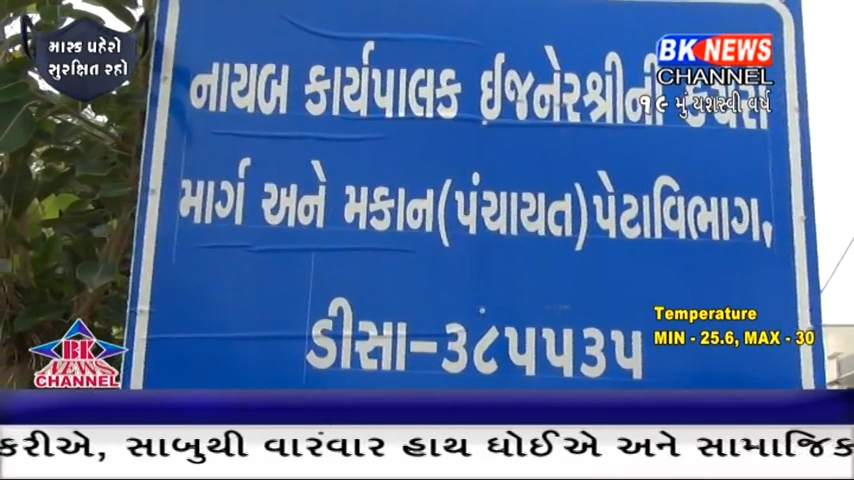 માસ્ક પહેરો
સુરક્ષિત રહો
BK NEWS
CHANNEL
૧૯ મું યશસ્વી વર્ષ
નાયબ કાર્યપાલક ઈજનેરશ્રીની
માર્ગ અને મકાન(પંચાયત)પેટાવિભાગ,
ડીસા-૩૮૫૫૩૫
Temperature
MIN - 25.6, MAX - 30
BK
NEWS
CHANNEL
કરીએ, સાબુથી વારંવાર હાથ ધોઈએ અને સામાજિક